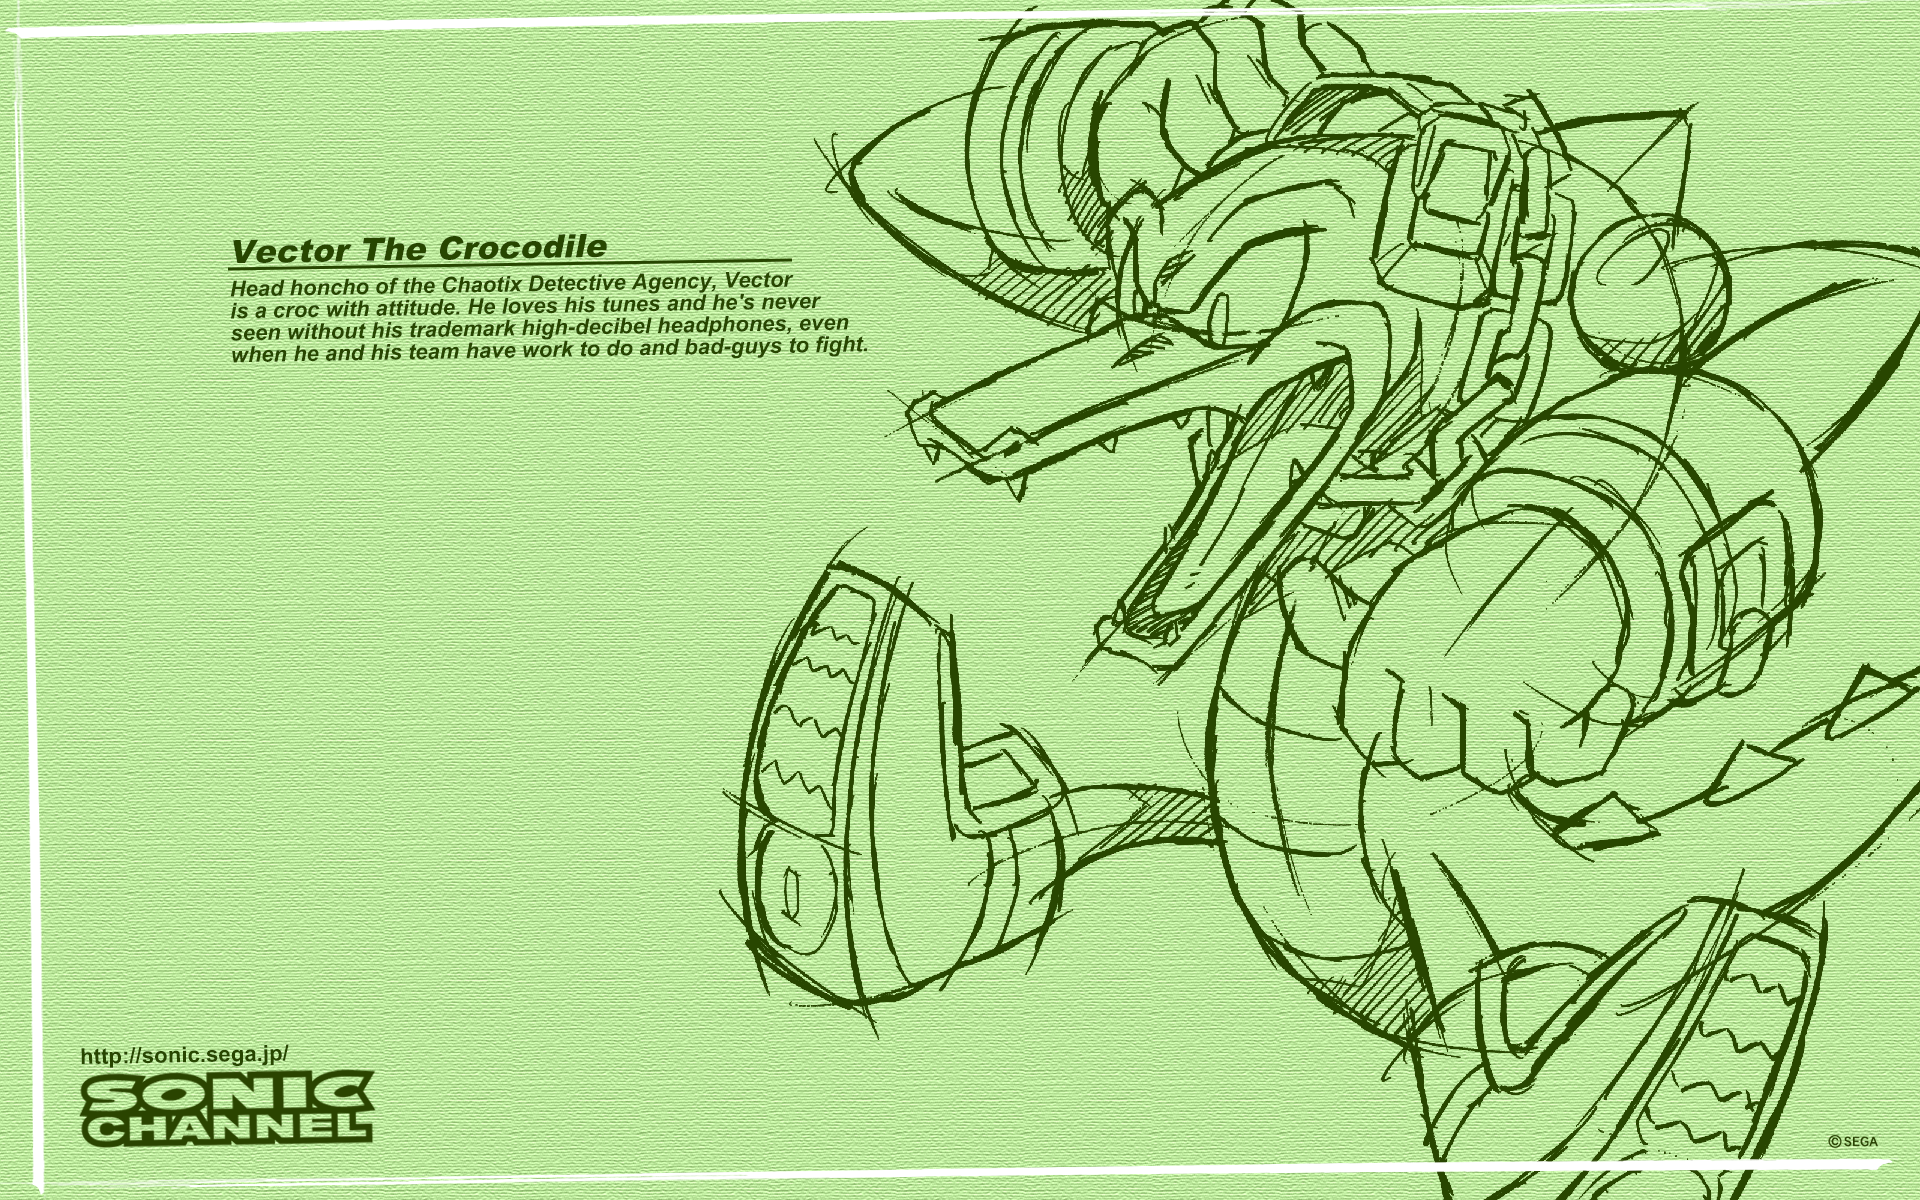 Vector The Crocodile
Head honcho of the Chaotix Detective Agency, Vector
is a croc with attitude. He loves his tunes and he's never
seen without his trademark high-decibel headphones, even
when he and his team have work to do and bad-guys to fight.
http://sonic.sega.jp/
SONIC
CHANNEL
©SEGA